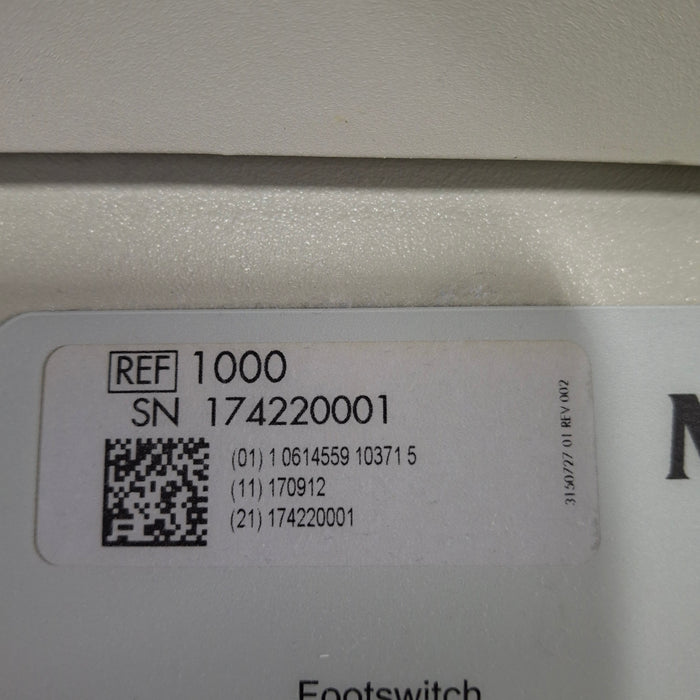 REF 1000
SN 174220001
(01) 1 0614559 10371 5
(11) 170912
(21) 174220001
3150727 01 REV 002
Footswitch